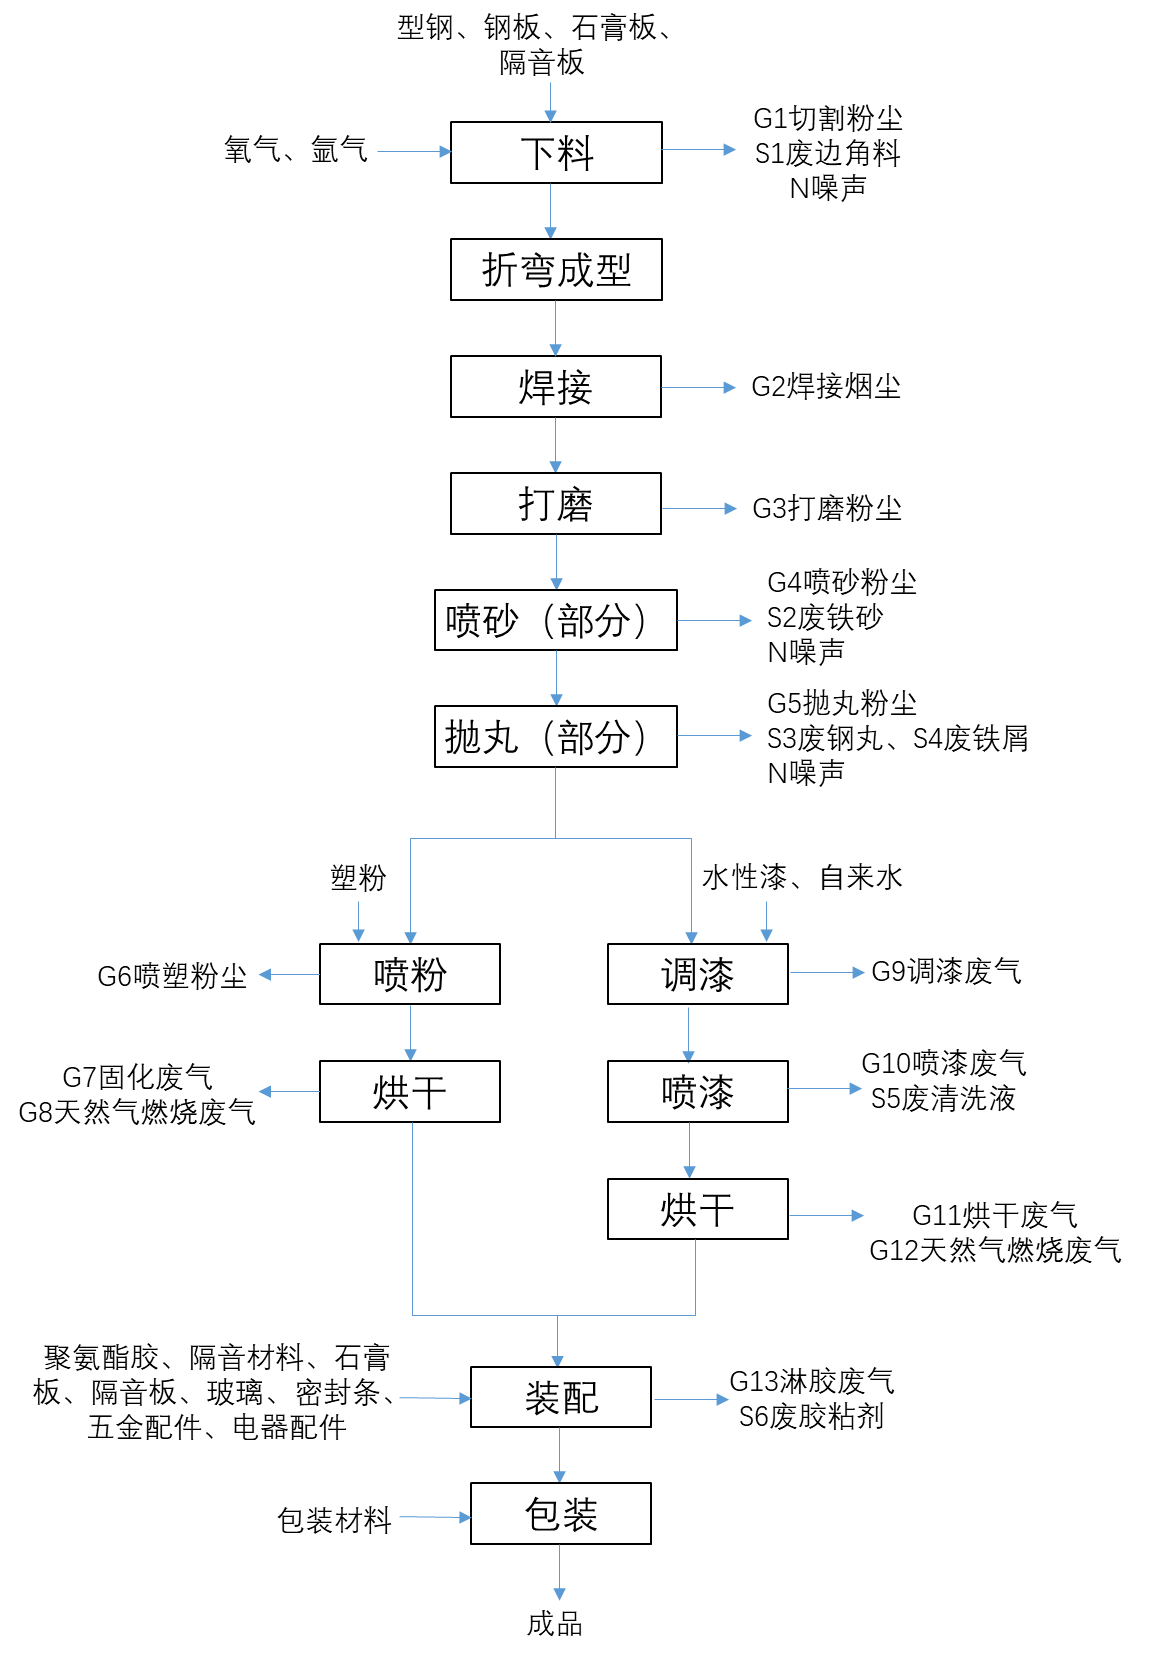 型钢、钢板、石膏板、
隔音板
氧气、氩气
下料
G1切割粉尘
S1废边角料
N噪声
折弯成型
焊接
G2焊接烟尘
打磨
G3打磨粉尘
喷砂（部分）
G4喷砂粉尘
S2废铁砂
N噪声
抛丸（部分）
G5抛丸粉尘
S3废钢丸、S4废铁屑
N噪声
塑粉
水性漆、自来水
G6喷塑粉尘
喷粉
调漆
G9调漆废气
G7固化废气
G8天然气燃烧废气
烘干
喷漆
G10喷漆废气
S5废清洗液
烘干
G11烘干废气
G12天然气燃烧废气
聚氨酯胶、隔音材料、石膏
板、隔音板、玻璃、密封条、
五金配件、电器配件
装配
G13淋胶废气
S6废胶粘剂
包装材料
包装
成品